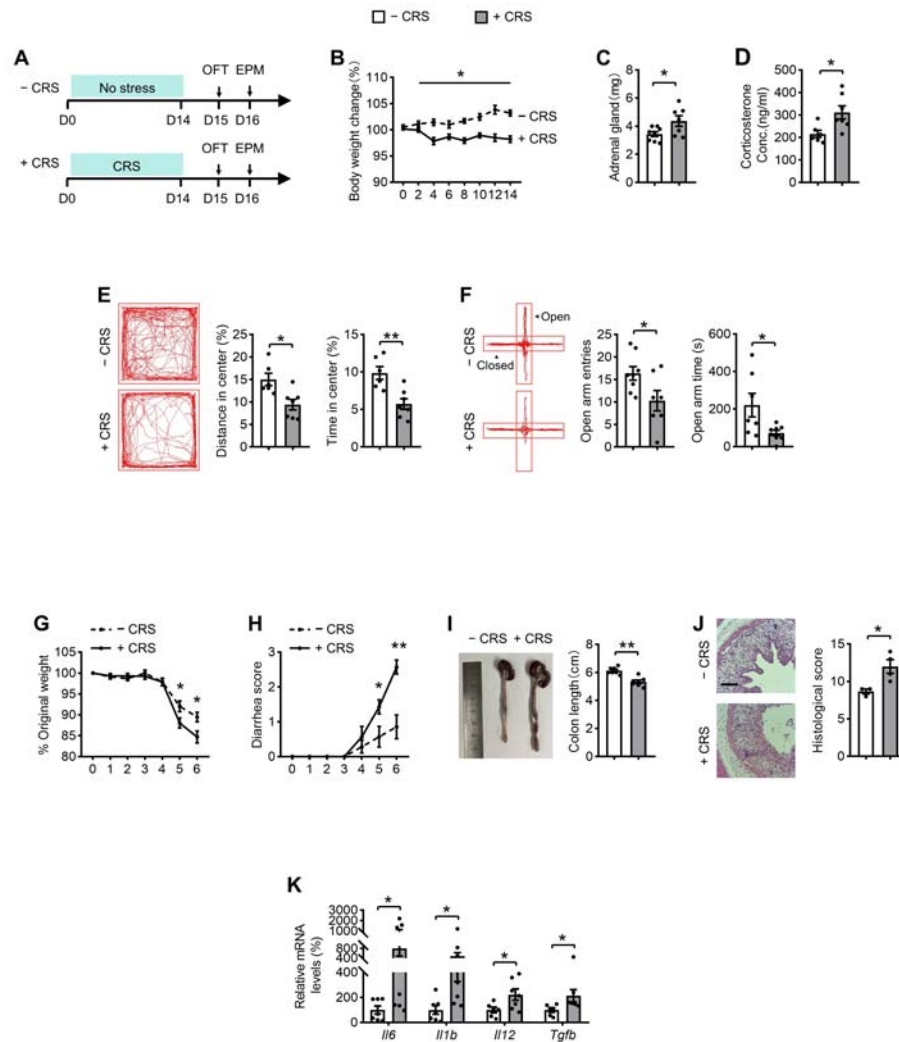 − CRS + CRS
A
− CRS
No stress
OFT EPM
D0 D14 D15 D16
+ CRS
CRS
OFT EPM
D0 D14 D15 D16
B
Body weight change(%)
110
105
100
95
90
*
− CRS
+ CRS
0 2 4 6 8 10 12 14
C
Adrenal gland(mg)
8
6
4
2
0
*
D
Corticosterone
Conc.(ng/ml)
500
400
300
200
100
0
*
E
− CRS
+ CRS
Distance in center (%)
25
20
15
10
5
0
*
Time in center (%)
15
10
5
0
**
F
− CRS
+ CRS
Open
Closed
Open arm entries
25
20
15
10
5
0
*
Open arm time (s)
600
400
200
0
*
G
− CRS
+ CRS
% Original weight
105
100
95
90
85
80
* *
0 1 2 3 4 5 6
H
− CRS
+ CRS
Diarrhea score
3
2
1
0
* **
0 1 2 3 4 5 6
I
− CRS + CRS
Colon length(cm)
8
6
4
2
0
**
J
− CRS
+ CRS
Histological score
15
10
5
0
*
K
Relative mRNA
levels (%)
3000
2000
1000
800
400
400
200
0
* * * *
Il6 Il1b Il12 Tgfb